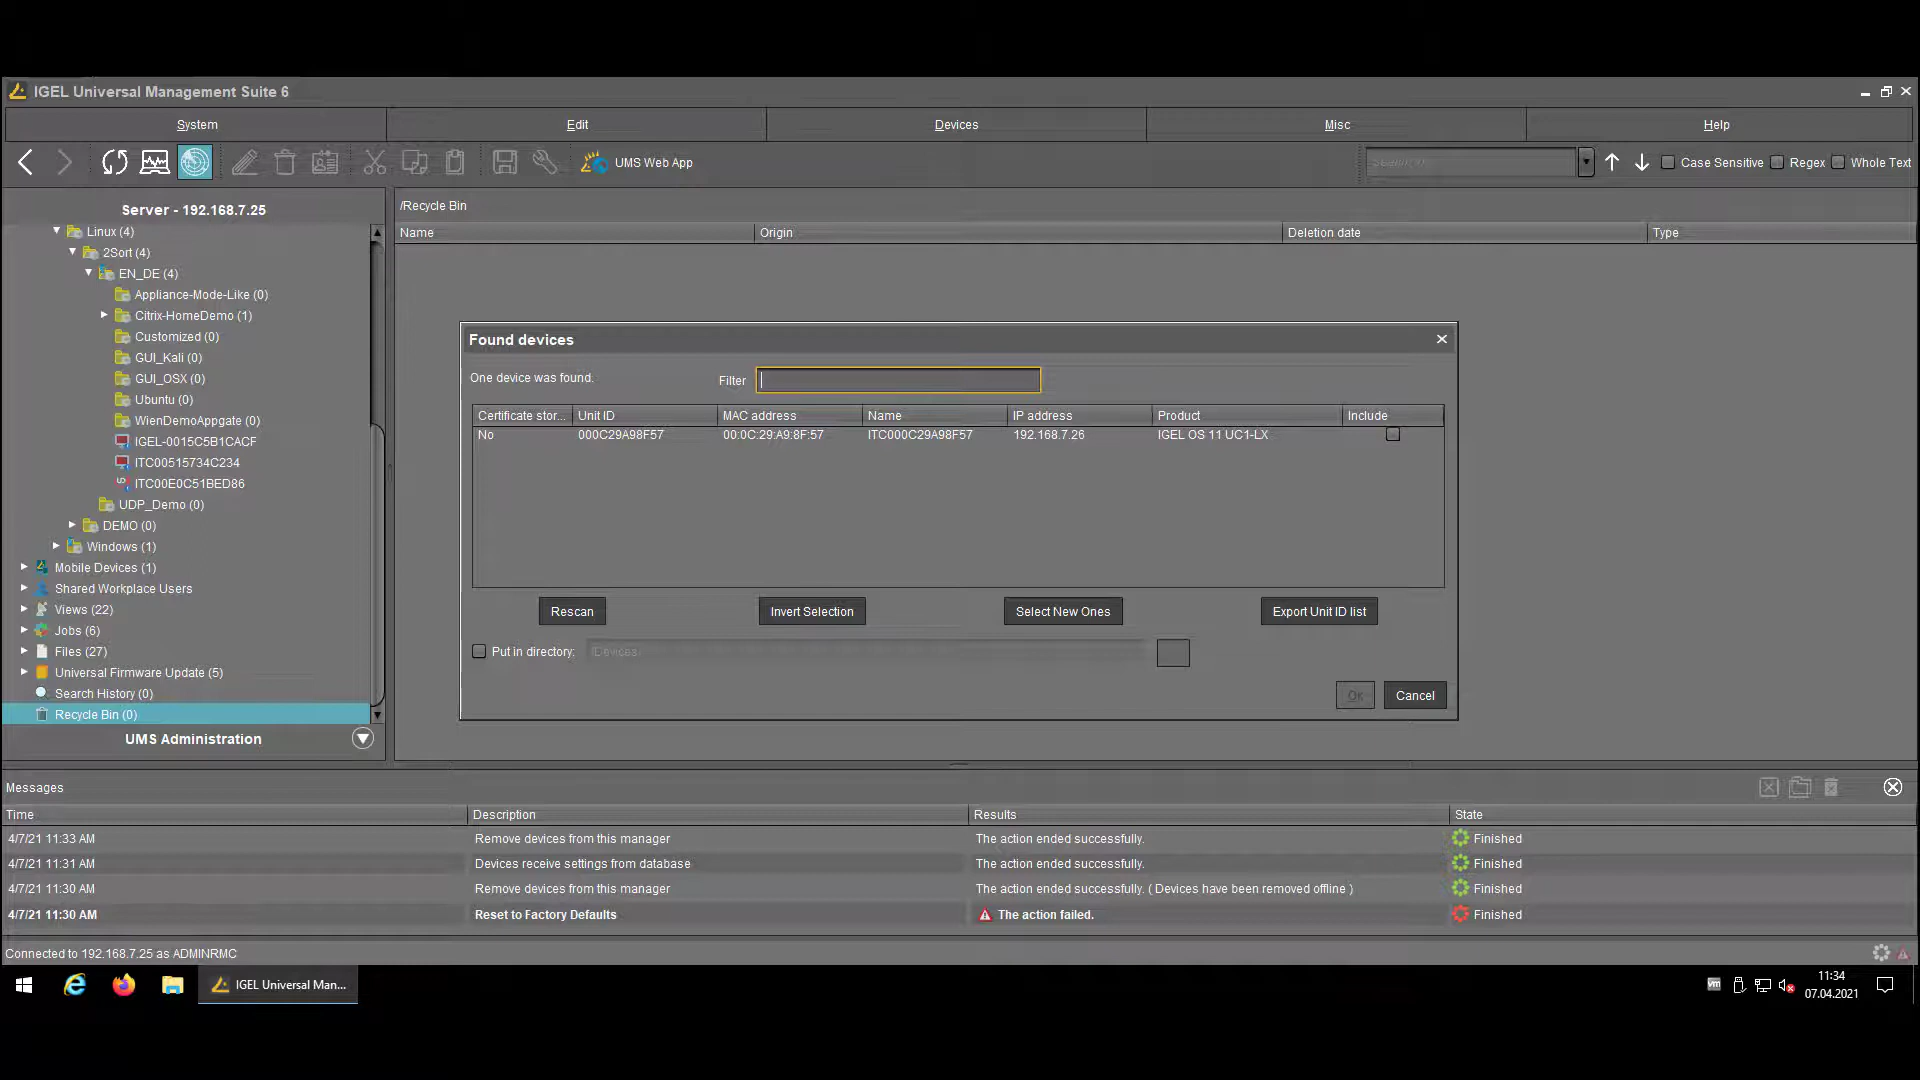 IGEL Universal Management Suite 6
System Edit Devices Misc Help
UMS Web App Case Sensitive Regex Whole Text
Server - 192.168.7.25
Linux (4)
2Sort (4)
EN_DE (4)
Appliance-Mode-Like (0)
Citrix-HomeDemo (1)
Customized (0)
GUI_Kali (0)
GUI_OSX (0)
Ubuntu (0)
WienDemoAppgate (0)
IGEL-0015C5B1CACF
ITC00515734C234
ITC00E0C51BED86
UDP_Demo (0)
DEMO (0)
Windows (1)
Mobile Devices (1)
Shared Workplace Users
Views (22)
Jobs (6)
Files (27)
Universal Firmware Update (5)
Search History (0)
Recycle Bin (0)
UMS Administration
/Recycle Bin
Name Origin Deletion date Type
Found devices
One device was found. Filter
Certificate stor... Unit ID MAC address Name IP address Product Include
No 000C29A98F57 00:0C:29:A9:8F:57 ITC000C29A98F57 192.168.7.26 IGEL OS 11 UC1-LX
Rescan Invert Selection Select New Ones Export Unit ID list
Put in directory: /Devices
Ok Cancel
Messages
Time Description Results State
4/7/21 11:33 AM Remove devices from this manager The action ended successfully. Finished
4/7/21 11:31 AM Devices receive settings from database The action ended successfully. Finished
4/7/21 11:30 AM Remove devices from this manager The action ended successfully. ( Devices have been removed offline ) Finished
4/7/21 11:30 AM Reset to Factory Defaults The action failed. Finished
Connected to 192.168.7.25 as ADMINRMC
IGEL Universal Man... vm 11:34
07.04.2021